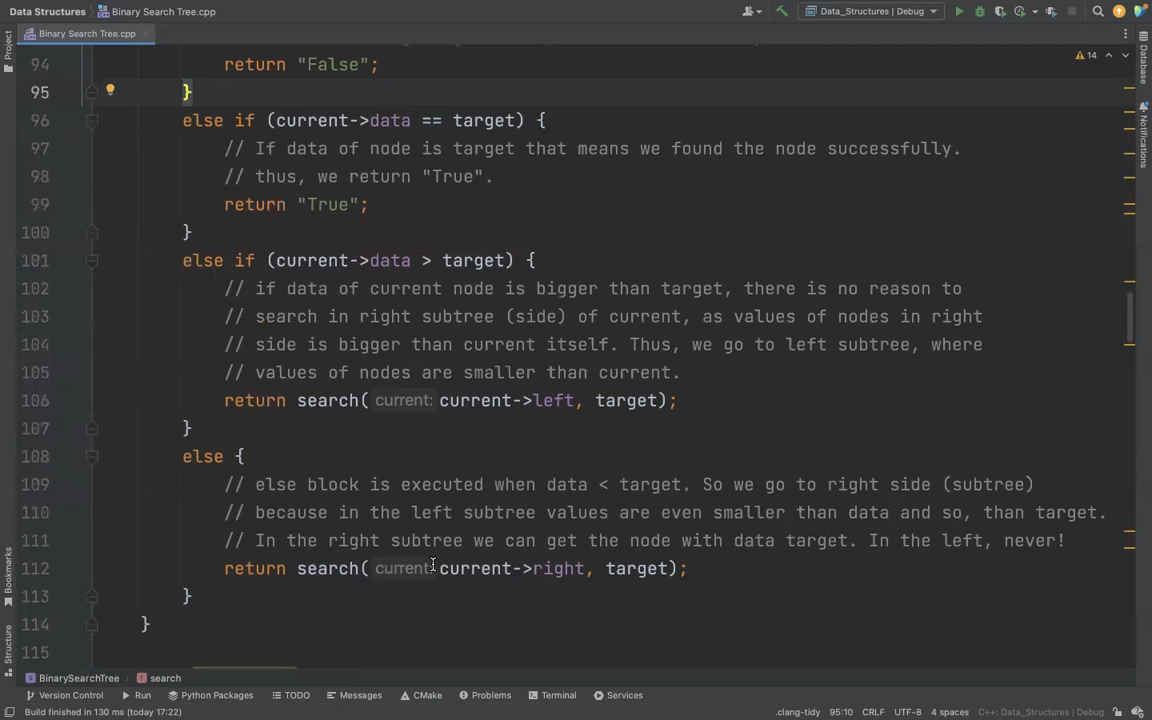 Data Structures Binary Search Tree.cpp Data_Structures | Debug
Binary Search Tree.cpp
Project
14
Database
Notifications
94 return "False";
95 }
96 else if (current->data == target) {
97 // If data of node is target that means we found the node successfully.
98 // thus, we return "True".
99 return "True";
100 }
101 else if (current->data > target) {
102 // if data of current node is bigger than target, there is no reason to
103 // search in right subtree (side) of current, as values of nodes in right
104 // side is bigger than current itself. Thus, we go to left subtree, where
105 // values of nodes are smaller than current.
106 return search( current: current->left, target);
107 }
108 else {
109 // else block is executed when data < target. So we go to right side (subtree)
110 // because in the left subtree values are even smaller than data and so, than target.
111 // In the right subtree we can get the node with data target. In the left, never!
112 return search( current: current->right, target);
113 }
114 }
115
Bookmarks
Structure
BinarySearchTree f search
Version Control Run Python Packages TODO Messages CMake Problems Terminal Services
Build finished in 130 ms (today 17:22) .clang-tidy 95:10 CRLF UTF-8 4 spaces C++: Data_Structures | Debug